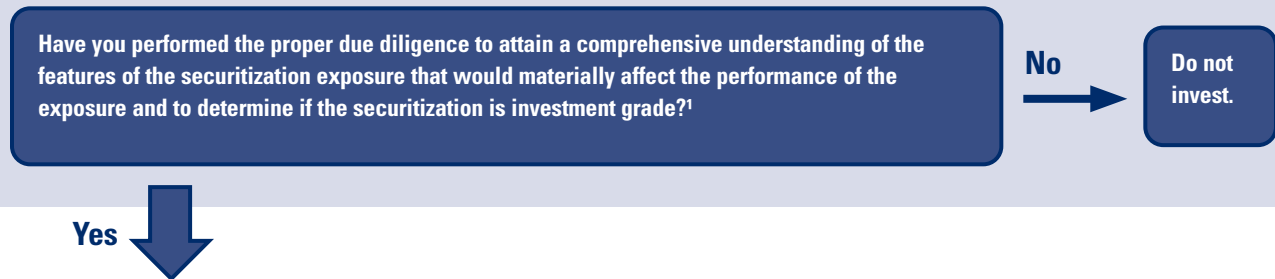 Have you performed the proper due diligence to attain a comprehensive understanding of the
features of the securitization exposure that would materially affect the performance of the
exposure and to determine if the securitization is investment grade?¹
No
Do not
invest.
Yes